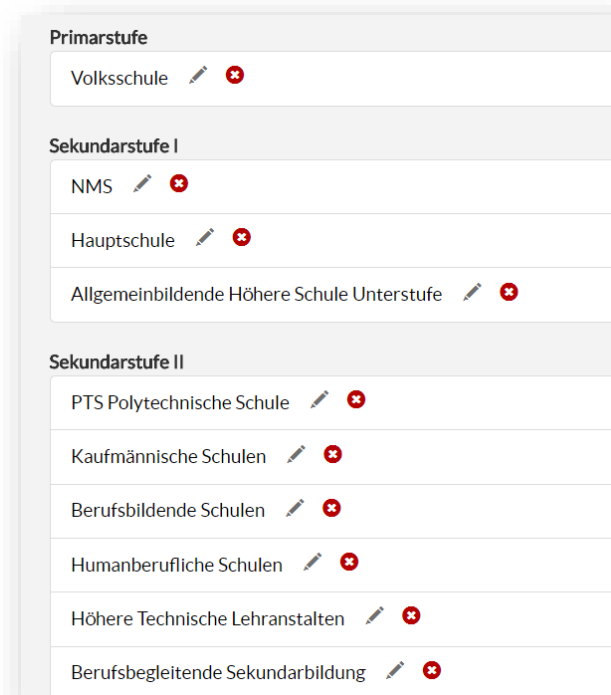 Primarstufe
Volksschule
Sekundarstufe I
NMS
Hauptschule
Allgemeinbildende Höhere Schule Unterstufe
Sekundarstufe II
PTS Polytechnische Schule
Kaufmännische Schulen
Berufsbildende Schulen
Humanberufliche Schulen
Höhere Technische Lehranstalten
Berufsbegleitende Sekundarbildung